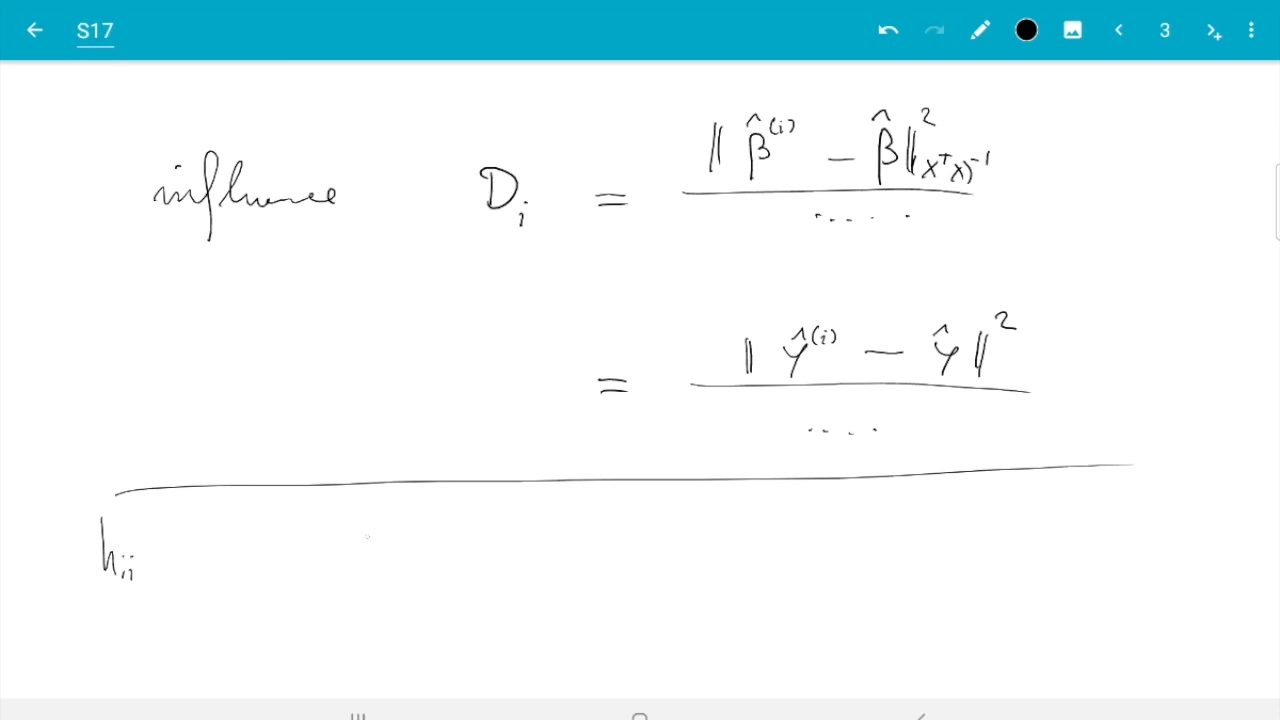 S17
3
influence D_i = ‖ β̂^(i) − β̂ ‖²_{XᵀX)⁻¹} / .....
= ‖ ŷ^(i) − ŷ ‖² / ....
h_ii